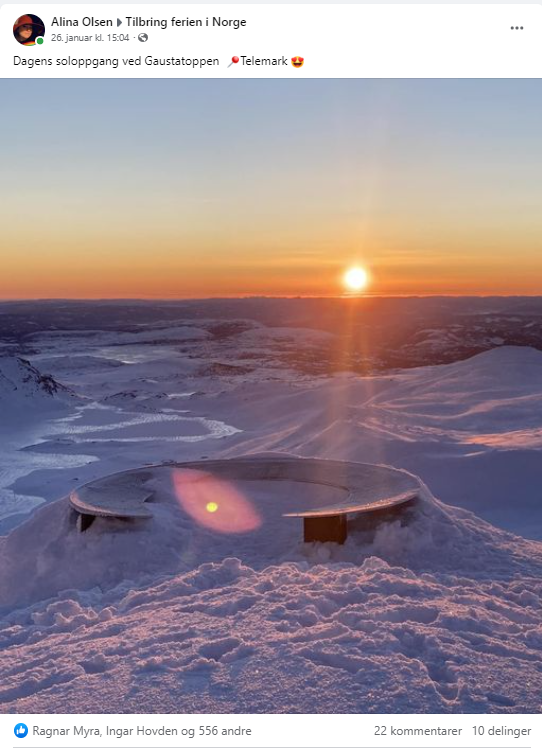 Alina Olsen ▶ Tilbring ferien i Norge
26. januar kl. 15:04 ·
Dagens soloppgang ved Gaustatoppen 📍Telemark 😍
Ragnar Myra, Ingar Hovden og 556 andre 22 kommentarer 10 delinger